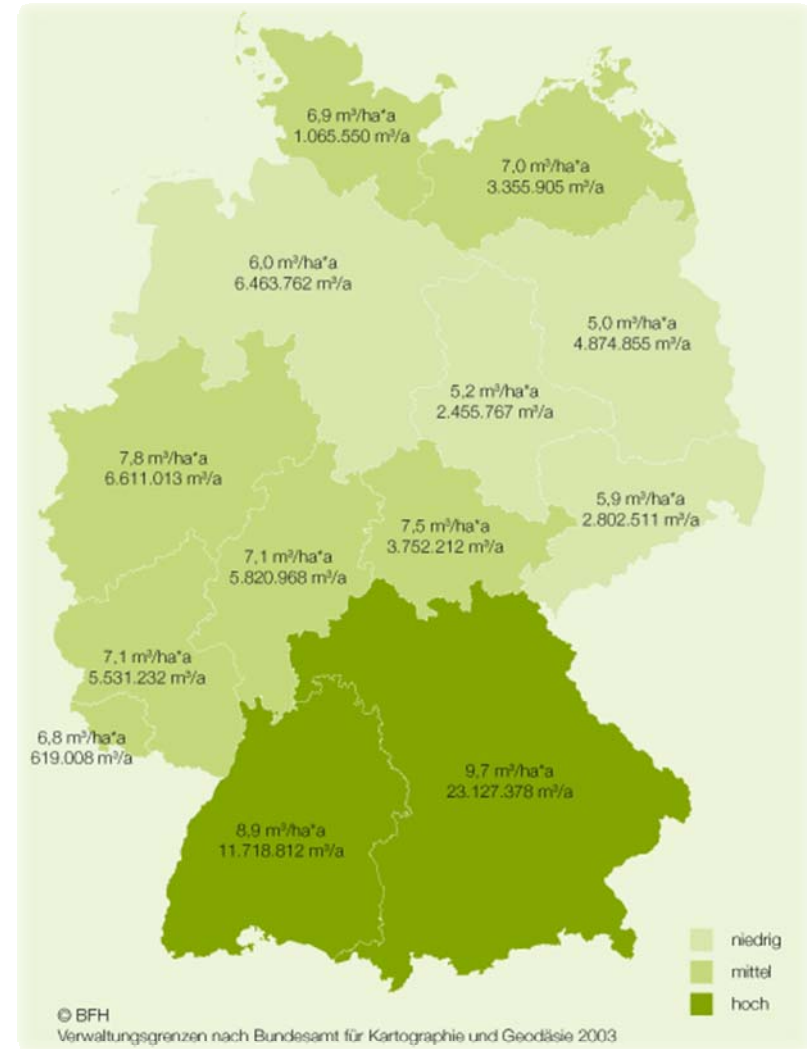 6,9 m³/ha*a
1.065.550 m³/a
7,0 m³/ha*a
3.355.905 m³/a
6,0 m³/ha*a
6.463.762 m³/a
5,0 m³/ha*a
4.874.855 m³/a
5,2 m³/ha*a
2.455.767 m³/a
7,8 m³/ha*a
6.611.013 m³/a
5,9 m³/ha*a
2.802.511 m³/a
7,5 m³/ha*a
3.752.212 m³/a
7,1 m³/ha*a
5.820.968 m³/a
7,1 m³/ha*a
5.531.232 m³/a
6,8 m³/ha*a
619.008 m³/a
9,7 m³/ha*a
23.127.378 m³/a
8,9 m³/ha*a
11.718.812 m³/a
niedrig
mittel
hoch
© BFH
Verwaltungsgrenzen nach Bundesamt für Kartographie und Geodäsie 2003